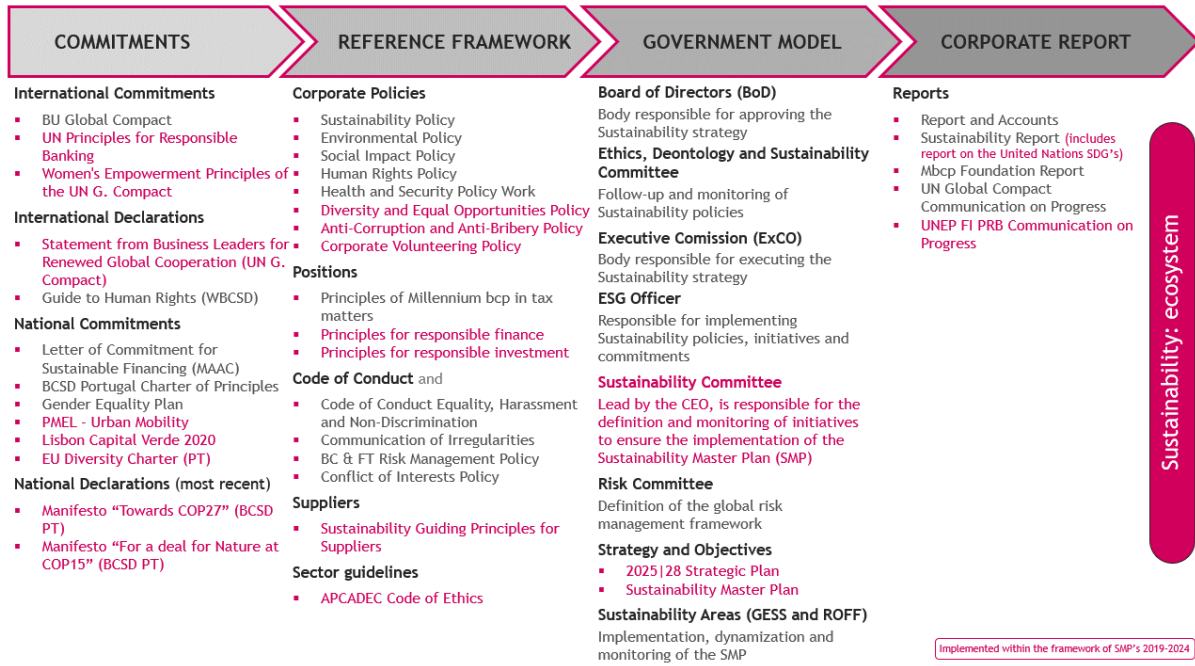 COMMITMENTS
REFERENCE FRAMEWORK
GOVERNMENT MODEL
CORPORATE REPORT
International Commitments
▪ BU Global Compact
▪ UN Principles for Responsible
Banking
▪ Women's Empowerment Principles of
the UN G. Compact
International Declarations
▪ Statement from Business Leaders for
Renewed Global Cooperation (UN G.
Compact)
▪ Guide to Human Rights (WBCSD)
National Commitments
▪ Letter of Commitment for
Sustainable Financing (MAAC)
▪ BCSD Portugal Charter of Principles
▪ Gender Equality Plan
▪ PMEL - Urban Mobility
▪ Lisbon Capital Verde 2020
▪ EU Diversity Charter (PT)
National Declarations (most recent)
▪ Manifesto “Towards COP27” (BCSD
PT)
▪ Manifesto “For a deal for Nature at
COP15” (BCSD PT)
Corporate Policies
▪ Sustainability Policy
▪ Environmental Policy
▪ Social Impact Policy
▪ Human Rights Policy
▪ Health and Security Policy Work
▪ Diversity and Equal Opportunities Policy
▪ Anti-Corruption and Anti-Bribery Policy
▪ Corporate Volunteering Policy
Positions
▪ Principles of Millennium bcp in tax
matters
▪ Principles for responsible finance
▪ Principles for responsible investment
Code of Conduct and
▪ Code of Conduct Equality, Harassment
and Non-Discrimination
▪ Communication of Irregularities
▪ BC & FT Risk Management Policy
▪ Conflict of Interests Policy
Suppliers
▪ Sustainability Guiding Principles for
Suppliers
Sector guidelines
▪ APCADEC Code of Ethics
Board of Directors (BoD)
Body responsible for approving the
Sustainability strategy
Ethics, Deontology and Sustainability
Committee
Follow-up and monitoring of
Sustainability policies
Executive Comission (ExCO)
Body responsible for executing the
Sustainability strategy
ESG Officer
Responsible for implementing
Sustainability policies, initiatives and
commitments
Sustainability Committee
Lead by the CEO, is responsible for the
definition and monitoring of initiatives
to ensure the implementation of the
Sustainability Master Plan (SMP)
Risk Committee
Definition of the global risk
management framework
Strategy and Objectives
▪ 2025|28 Strategic Plan
▪ Sustainability Master Plan
Sustainability Areas (GESS and ROFF)
Implementation, dynamization and
monitoring of the SMP
Reports
▪ Report and Accounts
▪ Sustainability Report (includes
report on the United Nations SDG's)
▪ Mbcp Foundation Report
▪ UN Global Compact
Communication on Progress
▪ UNEP FI PRB Communication on
Progress
Sustainability: ecosystem
Implemented within the framework of SMP's 2019-2024